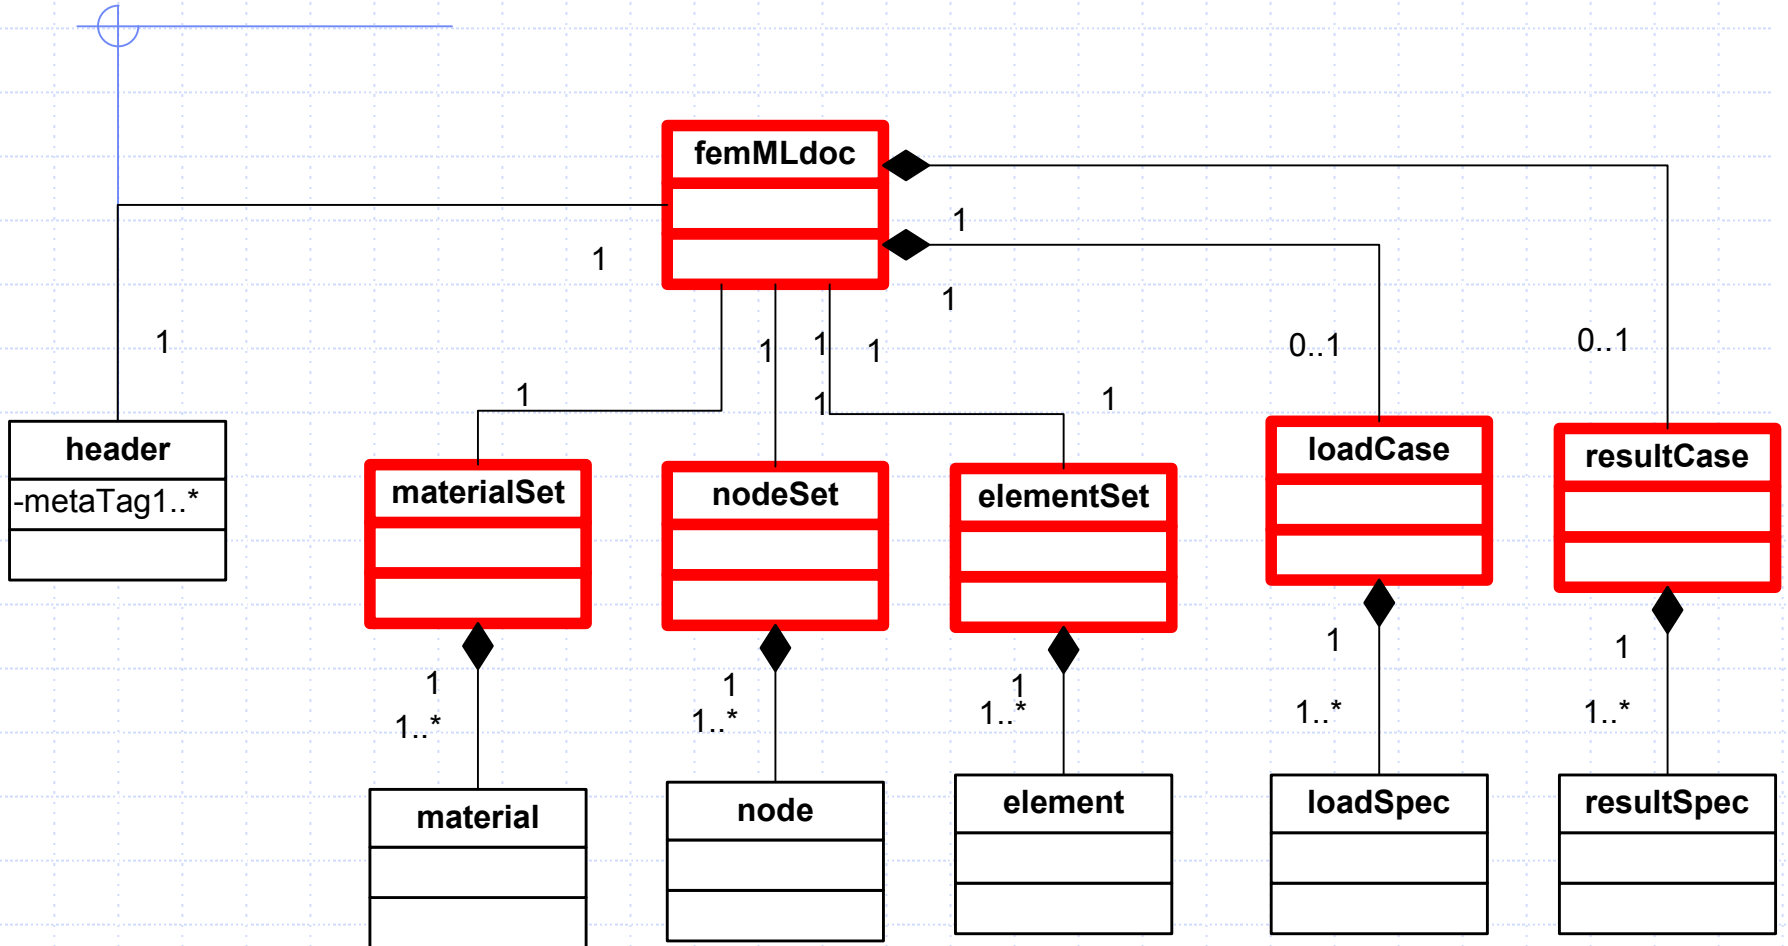 femMLdoc
1
1
1
1
0..1
0..1
1
1
1
1
1
1
header
-metaTag1..*
materialSet
nodeSet
elementSet
loadCase
resultCase
1
1..*
1
1..*
1
1..*
1
1..*
1
1..*
material
node
element
loadSpec
resultSpec